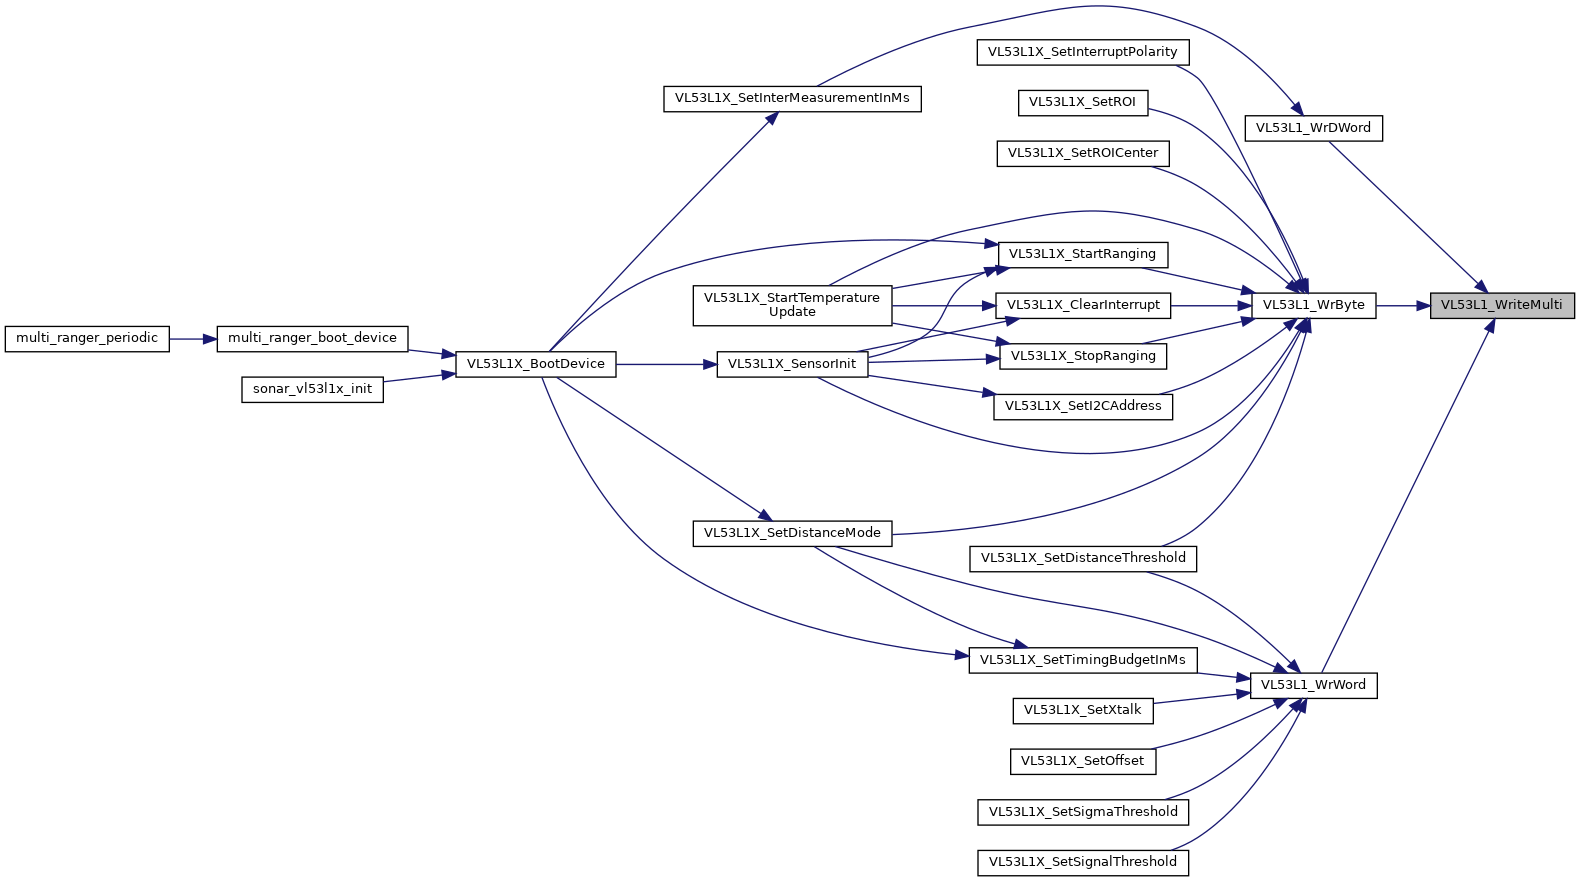 VL53L1X_SetInterruptPolarity
VL53L1X_SetInterMeasurementInMs
VL53L1X_SetROI
VL53L1_WrDWord
VL53L1X_SetROICenter
VL53L1X_StartRanging
VL53L1X_StartTemperature
Update
VL53L1X_ClearInterrupt
VL53L1_WrByte
VL53L1_WriteMulti
multi_ranger_periodic
multi_ranger_boot_device
VL53L1X_BootDevice
VL53L1X_SensorInit
VL53L1X_StopRanging
sonar_vl53l1x_init
VL53L1X_SetI2CAddress
VL53L1X_SetDistanceMode
VL53L1X_SetDistanceThreshold
VL53L1X_SetTimingBudgetInMs
VL53L1_WrWord
VL53L1X_SetXtalk
VL53L1X_SetOffset
VL53L1X_SetSigmaThreshold
VL53L1X_SetSignalThreshold